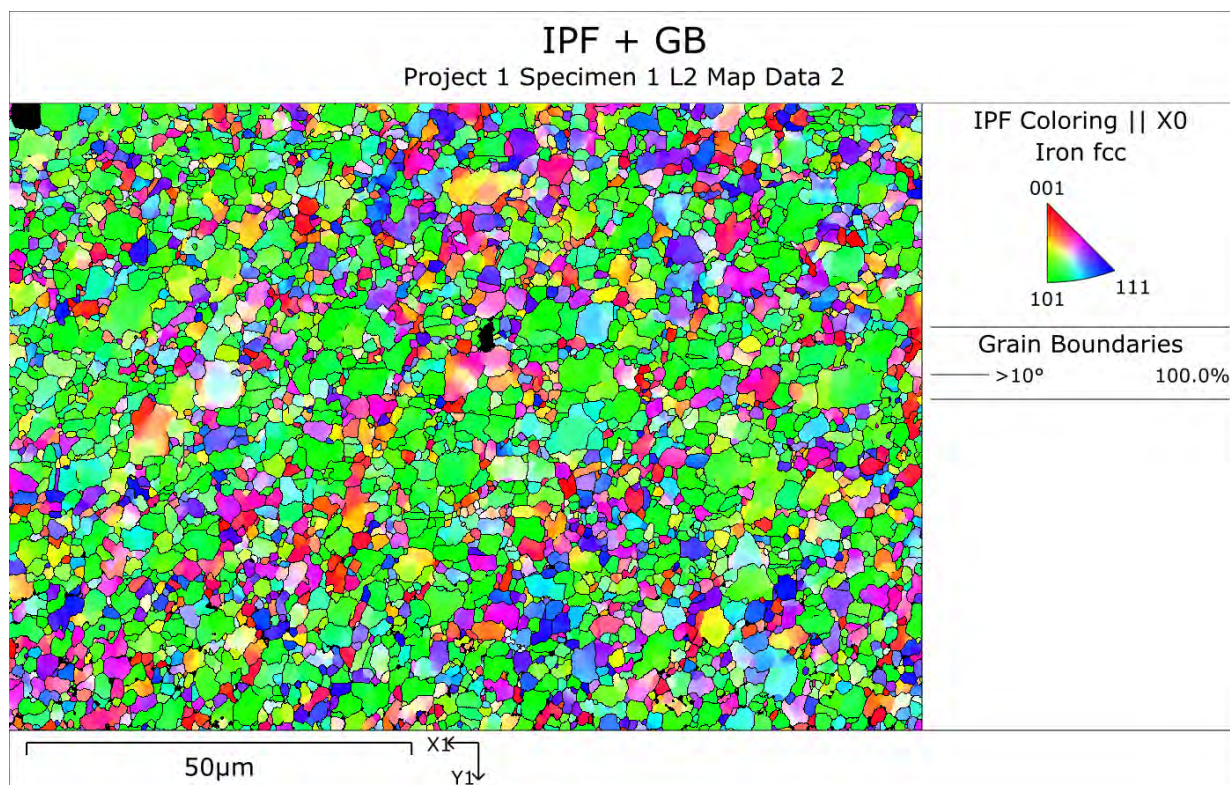 IPF + GB
Project 1 Specimen 1 L2 Map Data 2
IPF Coloring || X0
Iron fcc
001
101
111
Grain Boundaries
>10° 100.0%
50μm
X1
Y1